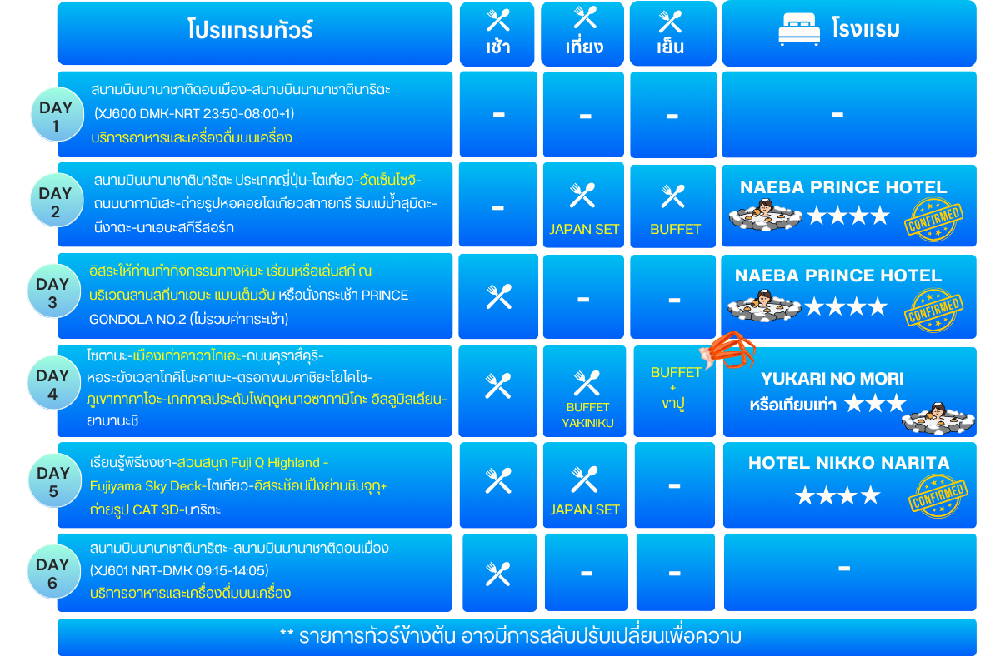 โปรแกรมทัวร์
เช้า
เที่ยง
เย็น
โรงแรม
DAY
1
สนามบินนานาชาติดอนเมือง-สนามบินนานาชาตินาริตะ
(XJ600 DMK-NRT 23:50-08:00+1)
บริการอาหารและเครื่องดื่มบนเครื่อง
-
-
-
-
DAY
2
สนามบินนานาชาตินาริตะ ประเทศญี่ปุ่น-โตเกียว-วัดเซ็นโซจิ-
ถนนนากามิเสะ-ถ่ายรูปหอคอยโตเกียวสกายทรี ริมแม่น้ำสุมิดะ-
นีงาตะ-นาเอบะสกีรีสอร์ท
-
JAPAN SET
BUFFET
NAEBA PRINCE HOTEL
★★★★
CONFIRMED
DAY
3
อิสระให้ท่านทำกิจกรรมทางหิมะ เรียนหรือเล่นสกี ณ
บริเวณลานสกีนาเอบะ แบบเต็มวัน หรือนั่งกระเช้า PRINCE
GONDOLA NO.2 (ไม่รวมค่ากระเช้า)
-
-
NAEBA PRINCE HOTEL
★★★★
CONFIRMED
DAY
4
ไซตามะ-เมืองเก่าคาวาโกเอะ-ถนนคุราสึคุริ-
หอระฆังเวลาโทคิโนะคาเนะ-ตรอกขนมคาชิยะโยโคโช-
ภูเขาทาคาโอะ-เทศกาลประดับไฟฤดูหนาวซากามิโกะ อิลลูมิลเลียน-
ยามานะชิ
BUFFET
YAKINIKU
BUFFET
+
ขาปู
YUKARI NO MORI
หรือเทียบเท่า ★★★
DAY
5
เรียนรู้พิธีชงชา-สวนสนุก Fuji Q Highland -
Fujiyama Sky Deck-โตเกียว-อิสระช้อปปิ้งย่านชินจุกุ+
ถ่ายรูป CAT 3D-นาริตะ
JAPAN SET
-
HOTEL NIKKO NARITA
★★★★
CONFIRMED
DAY
6
สนามบินนานาชาตินาริตะ-สนามบินนานาชาติดอนเมือง
(XJ601 NRT-DMK 09:15-14:05)
บริการอาหารและเครื่องดื่มบนเครื่อง
-
-
-
** รายการทัวร์ข้างต้น อาจมีการสลับปรับเปลี่ยนเพื่อความ